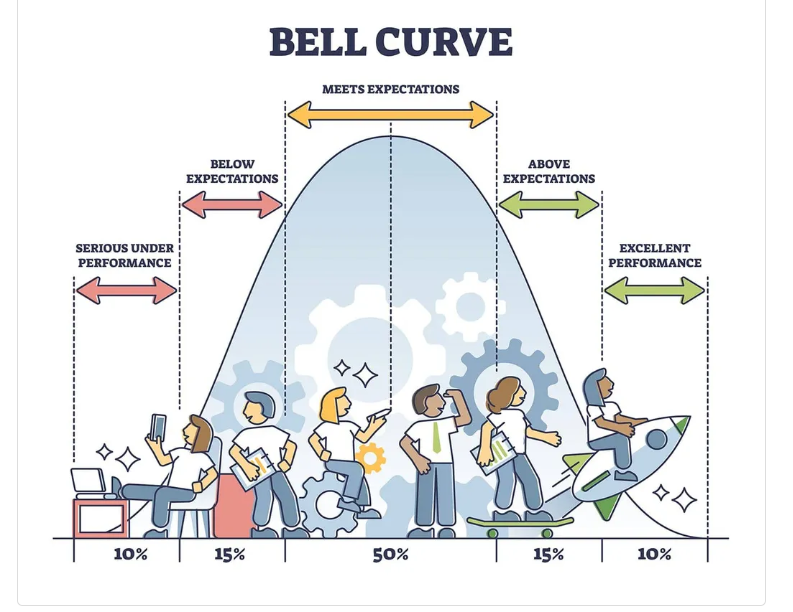 BELL CURVE
MEETS EXPECTATIONS
BELOW
EXPECTATIONS
ABOVE
EXPECTATIONS
SERIOUS UNDER
PERFORMANCE
EXCELLENT
PERFORMANCE
10%
15%
50%
15%
10%